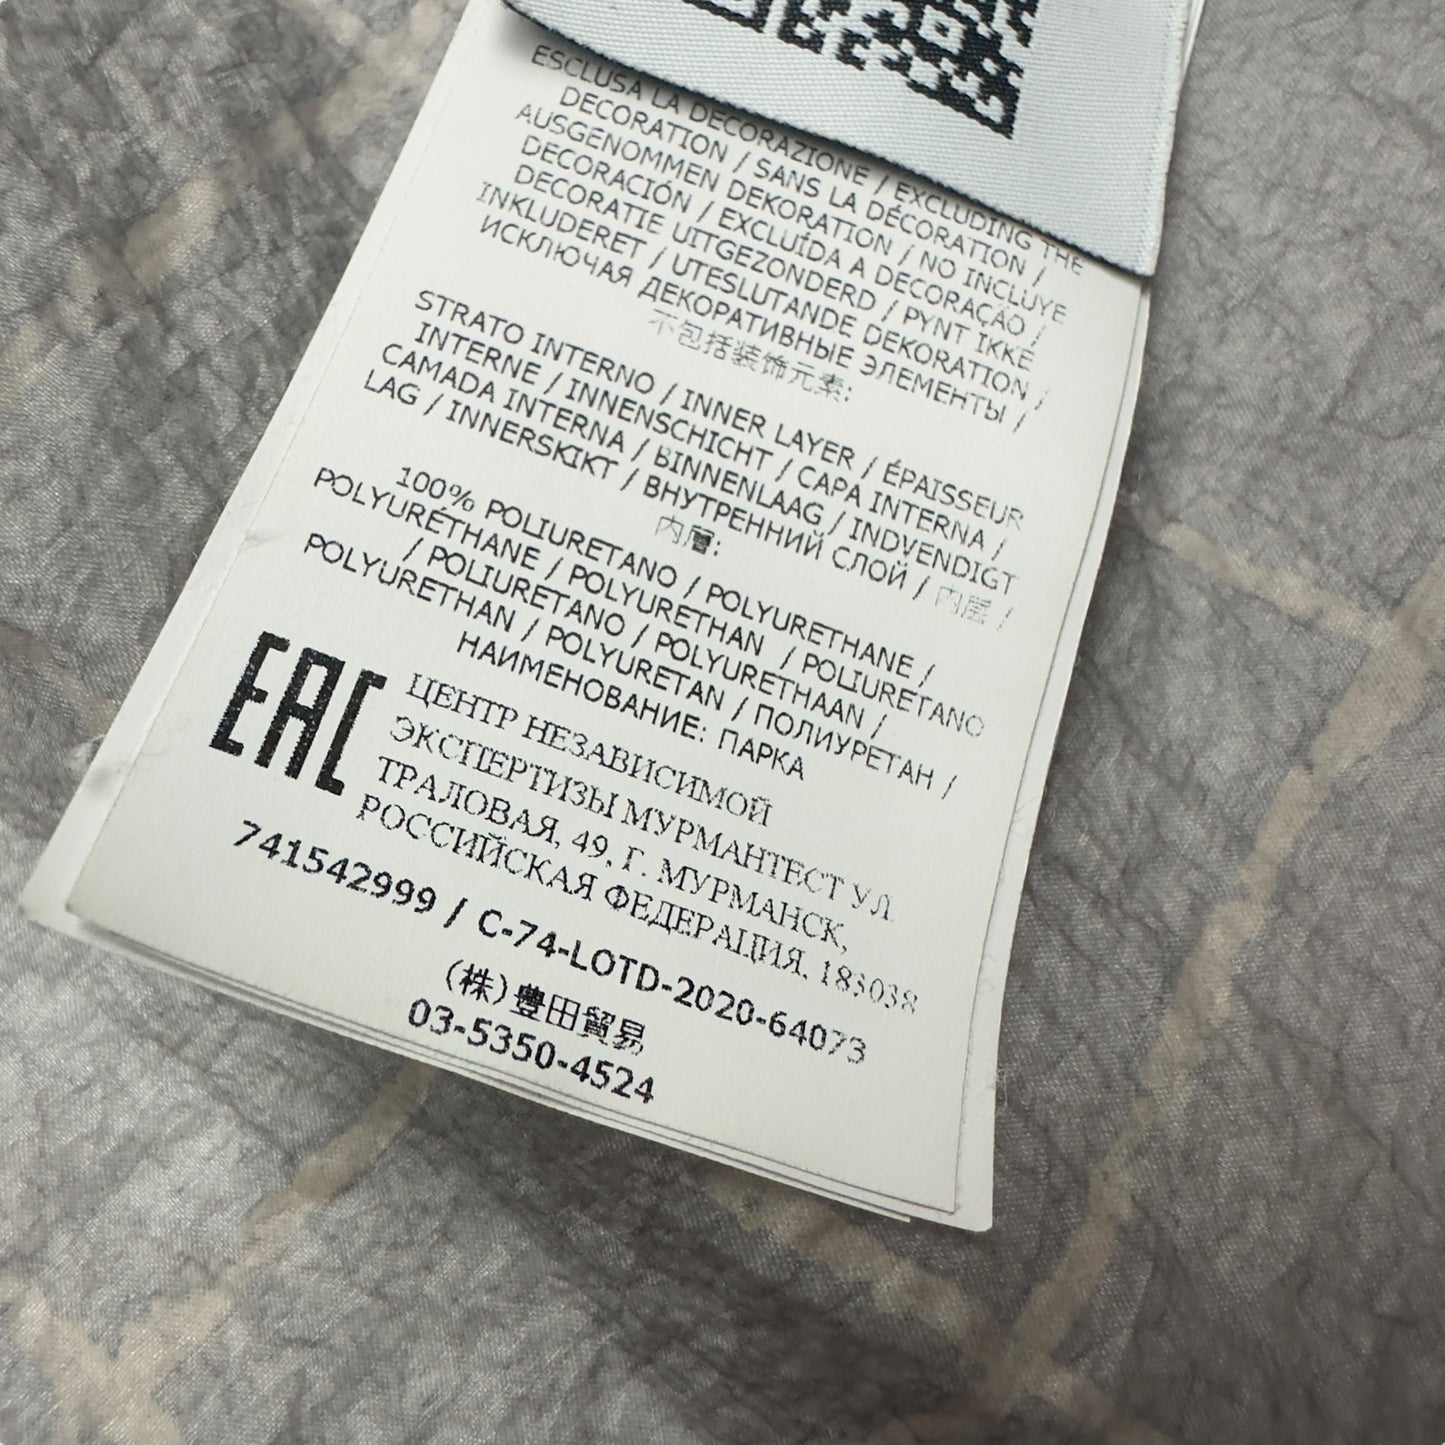 ESCLUSA LA DECORAZIONE / EXCLUDING THE
DECORATION / SANS LA DÉCORATION /
AUSGENOMMEN DEKORATION / NO INCLUYE
DECORACIÓN / EXCLUÍDA A DECORAÇÃO /
DECORATIE UITGEZONDERD / PYNT IKKE
INKLUDERET / UTESLUTANDE DEKORATION /
ИСКЛЮЧАЯ ДЕКОРАТИВНЫЕ ЭЛЕМЕНТЫ /
不包括装饰元素:
STRATO INTERNO / INNER LAYER / ÉPAISSEUR
INTERNE / INNENSCHICHT / CAPA INTERNA /
CAMADA INTERNA / BINNENLAAG / INDVENDIGT
LAG / INNERSKIKT / ВНУТРЕННИЙ СЛОЙ / 内层 /
内層:
100% POLIURETANO / POLYURETHANE /
POLYURÉTHANE / POLYURETHAN / POLIURETANO
/ POLIURETANO / POLYURETHAAN /
POLYURETHAN / POLYURETAN / ПОЛИУРЕТАН /
НАИМЕНОВАНИЕ: ПАРКА
EAC
ЦЕНТР НЕЗАВИСИМОЙ
ЭКСПЕРТИЗЫ МУРМАНТЕСТ УЛ.
ТРАЛОВАЯ, 49, Г. МУРМАНСК,
РОССИЙСКАЯ ФЕДЕРАЦИЯ, 183038
741542999 / C-74-LOTD-2020-64073
(株)豊田貿易
03-5350-4524